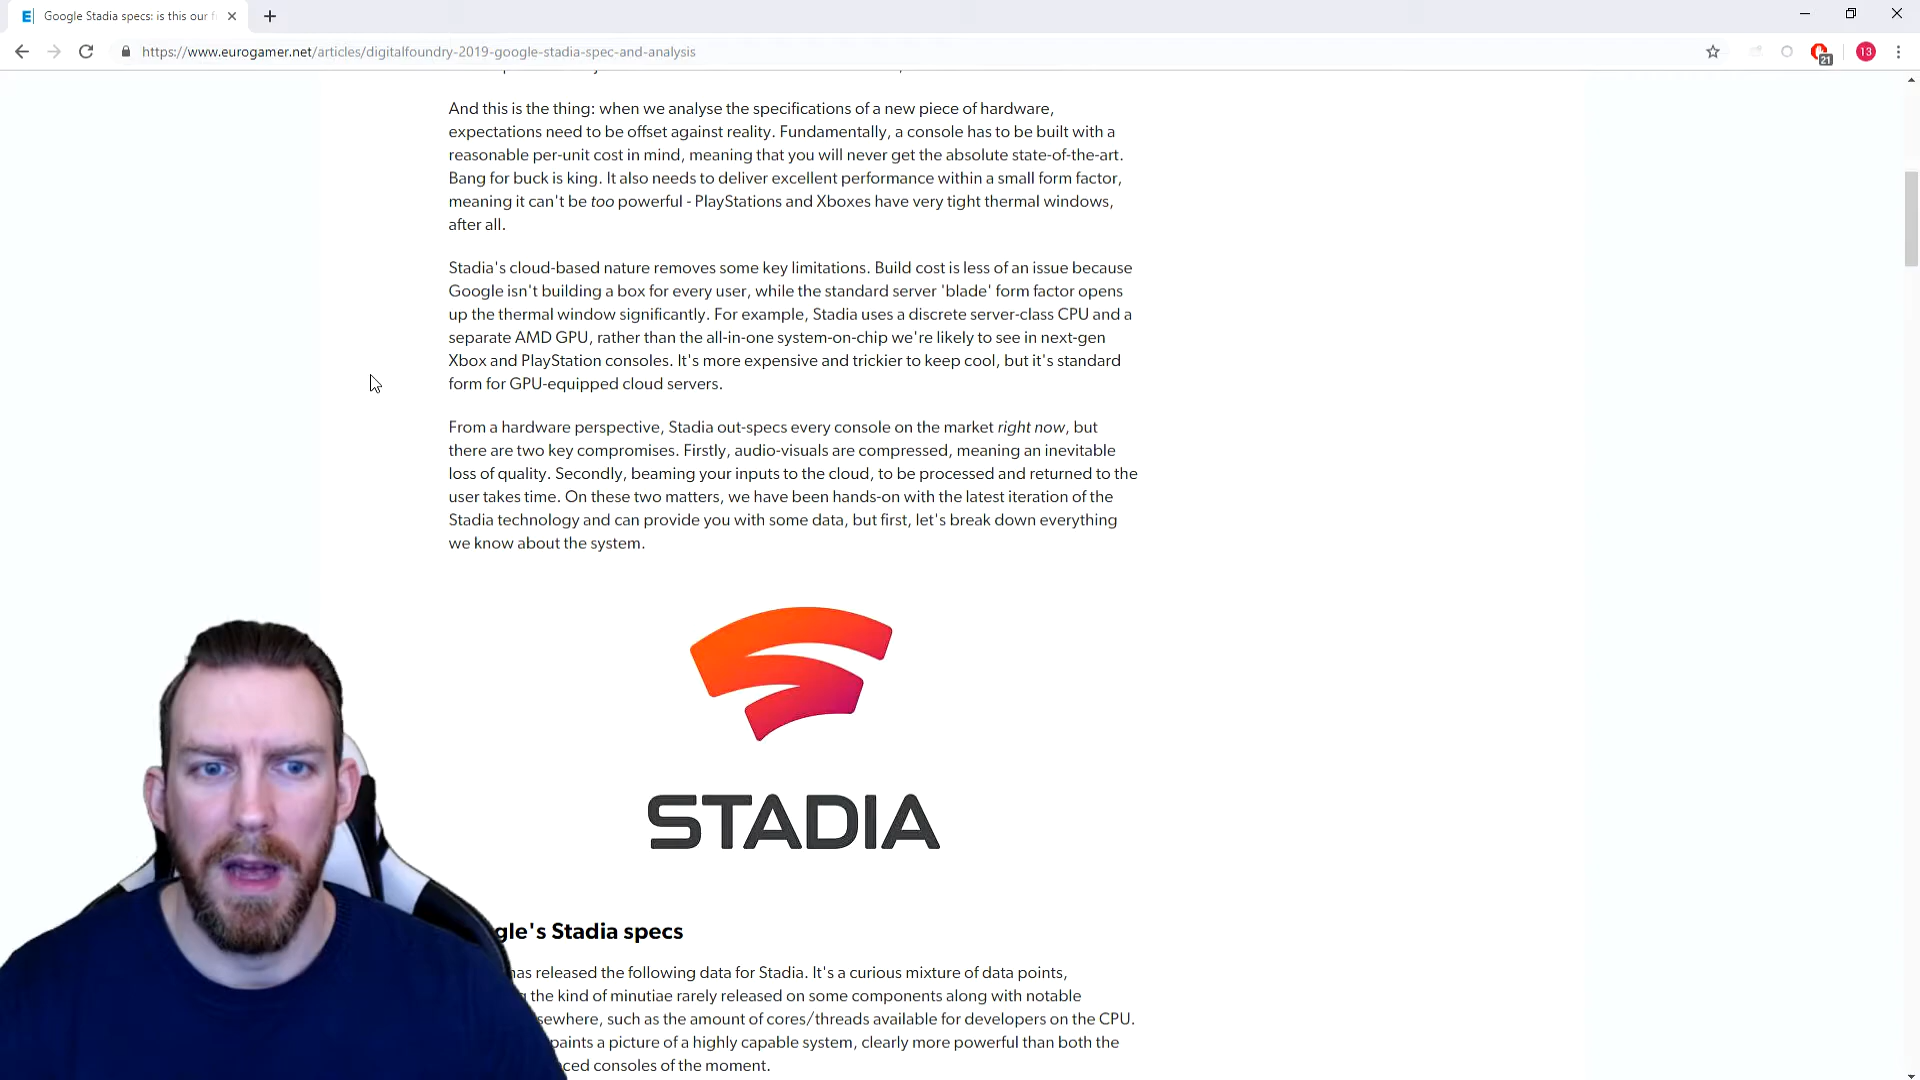 Google Stadia specs: is this our f
https://www.eurogamer.net/articles/digitalfoundry-2019-google-stadia-spec-and-analysis
21
13
And this is the thing: when we analyse the specifications of a new piece of hardware,
expectations need to be offset against reality. Fundamentally, a console has to be built with a
reasonable per-unit cost in mind, meaning that you will never get the absolute state-of-the-art.
Bang for buck is king. It also needs to deliver excellent performance within a small form factor,
meaning it can't be too powerful - PlayStations and Xboxes have very tight thermal windows,
after all.
Stadia's cloud-based nature removes some key limitations. Build cost is less of an issue because
Google isn't building a box for every user, while the standard server 'blade' form factor opens
up the thermal window significantly. For example, Stadia uses a discrete server-class CPU and a
separate AMD GPU, rather than the all-in-one system-on-chip we're likely to see in next-gen
Xbox and PlayStation consoles. It's more expensive and trickier to keep cool, but it's standard
form for GPU-equipped cloud servers.
From a hardware perspective, Stadia out-specs every console on the market right now, but
there are two key compromises. Firstly, audio-visuals are compressed, meaning an inevitable
loss of quality. Secondly, beaming your inputs to the cloud, to be processed and returned to the
user takes time. On these two matters, we have been hands-on with the latest iteration of the
Stadia technology and can provide you with some data, but first, let's break down everything
we know about the system.
STADIA
gle's Stadia specs
has released the following data for Stadia. It's a curious mixture of data points,
the kind of minutiae rarely released on some components along with notable
sewhere, such as the amount of cores/threads available for developers on the CPU.
paints a picture of a highly capable system, clearly more powerful than both the
ced consoles of the moment.